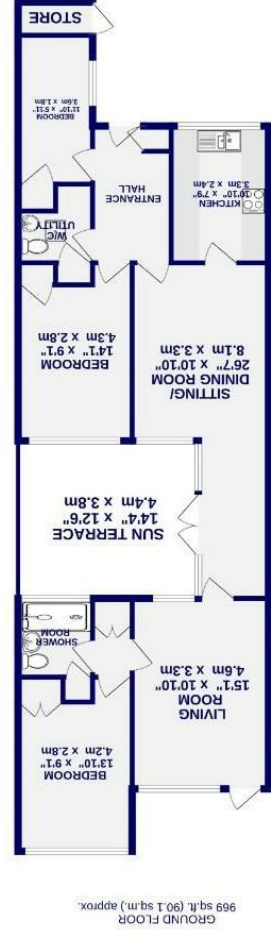 GROUND FLOOR
969 sq.ft. (90.1 sq.m.) approx.
BEDROOM
13'10" x 9'1"
4.2m x 2.8m
LIVING
ROOM
15'1" x 10'10"
4.6m x 3.3m
SHOWER
ROOM
SUN TERRACE
14'4" x 12'6"
4.4m x 3.8m
SITTING/
DINING ROOM
26'7" x 10'10"
8.1m x 3.3m
BEDROOM
14'1" x 9'1"
4.3m x 2.8m
W/C
UTILITY
ENTRANCE
HALL
KITCHEN
10'10" x 7'9"
3.3m x 2.4m
BEDROOM
11'10" x 5'11"
3.6m x 1.8m
STORE